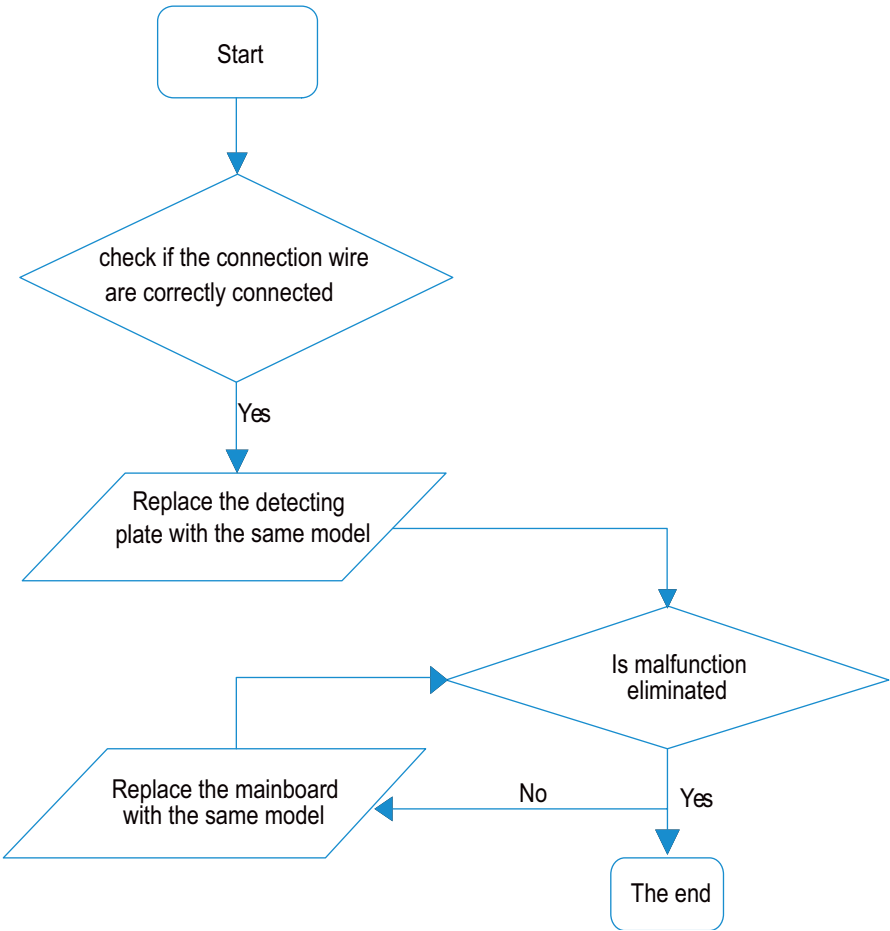 Start
check if the connection wire
are correctly connected
Yes
Replace the detecting
plate with the same model
Is malfunction
eliminated
Replace the mainboard
with the same model
No
Yes
The end